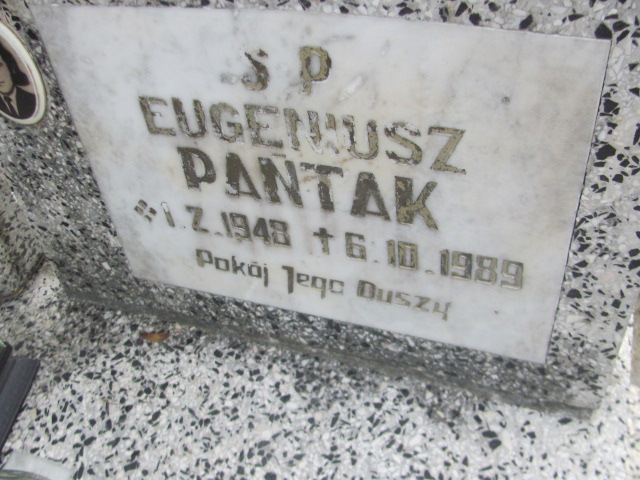 Ś P
EUGENIUSZ
PAŃTAK
* 1.2.1948 + 6.10.1989
Pokój Jego Duszy